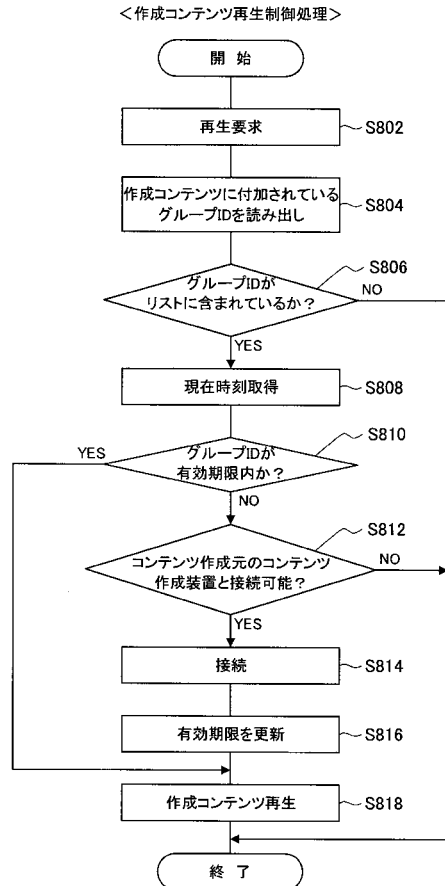 ＜作成コンテンツ再生制御処理＞
開 始
再生要求
S802
作成コンテンツに付加されている
グループIDを読み出し
S804
グループIDが
リストに含まれているか？
S806
NO
YES
現在時刻取得
S808
グループIDが
有効期限内か？
S810
YES
NO
コンテンツ作成元のコンテンツ
作成装置と接続可能？
S812
NO
YES
接続
S814
有効期限を更新
S816
作成コンテンツ再生
S818
終 了